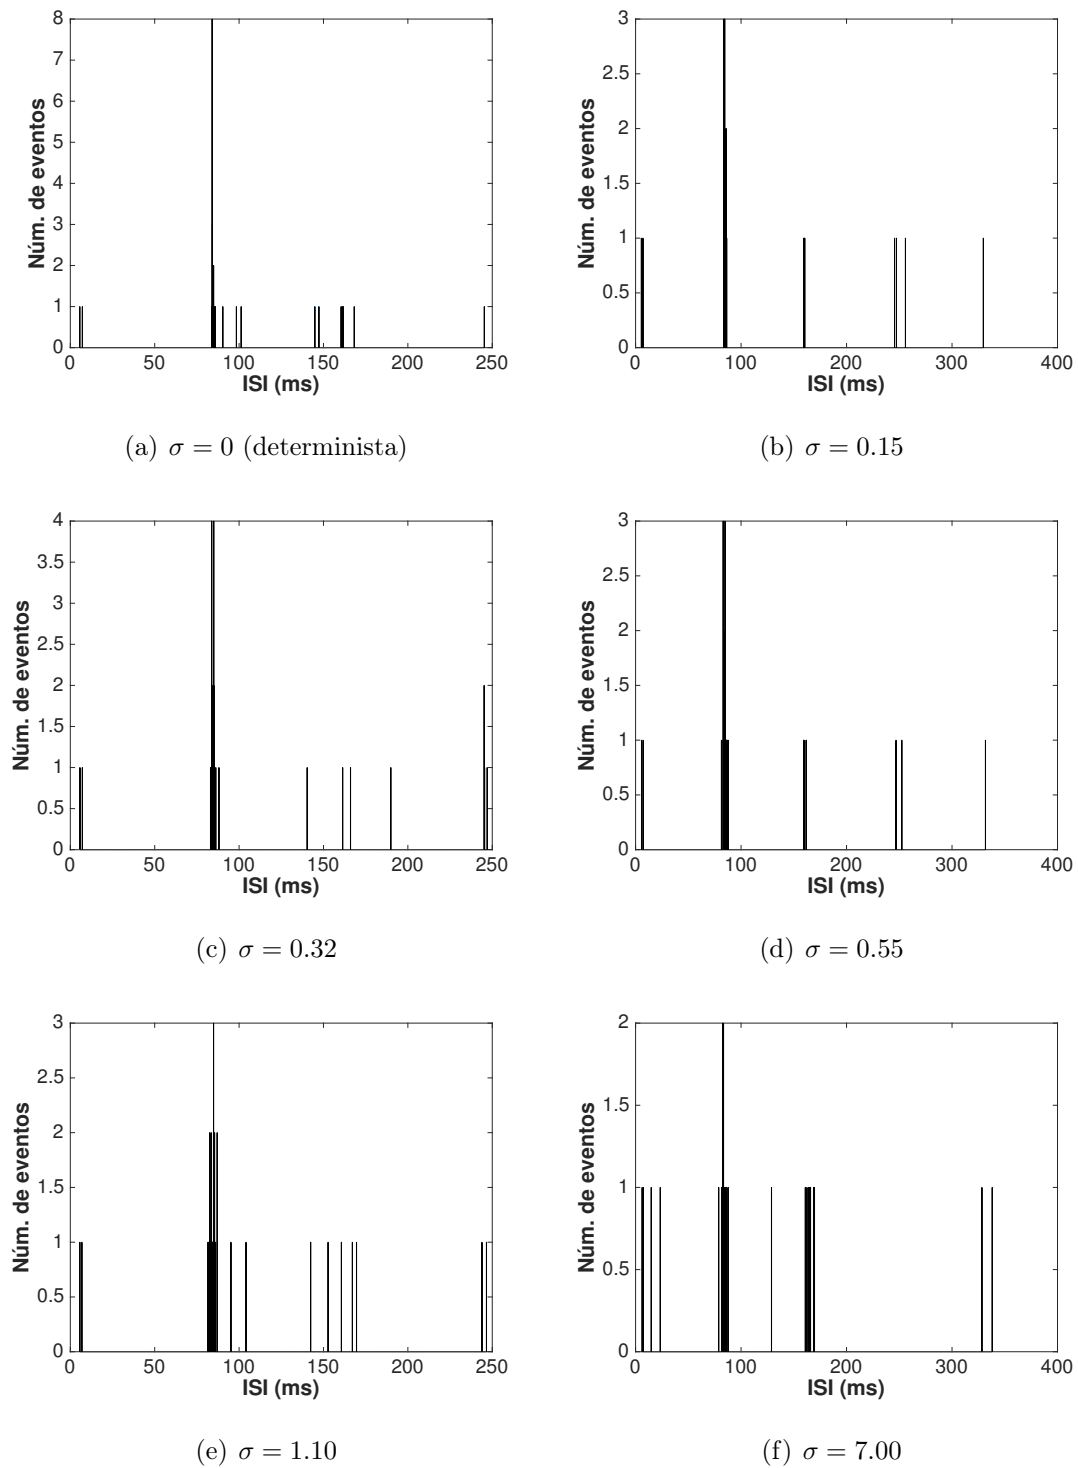 8
7
6
5
4
3
2
1
0
Núm. de eventos
0 50 100 150 200 250
ISI (ms)
(a) σ = 0 (determinista)
3
2.5
2
1.5
1
0.5
0
Núm. de eventos
0 100 200 300 400
ISI (ms)
(b) σ = 0.15
4
3.5
3
2.5
2
1.5
1
0.5
0
Núm. de eventos
0 50 100 150 200 250
ISI (ms)
(c) σ = 0.32
3
2.5
2
1.5
1
0.5
0
Núm. de eventos
0 100 200 300 400
ISI (ms)
(d) σ = 0.55
3
2.5
2
1.5
1
0.5
0
Núm. de eventos
0 50 100 150 200 250
ISI (ms)
(e) σ = 1.10
2
1.5
1
0.5
0
Núm. de eventos
0 100 200 300 400
ISI (ms)
(f) σ = 7.00